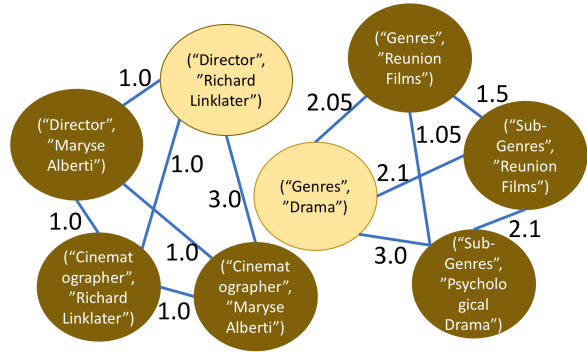 ("Director",
"Richard
Linklater")
1.0
("Director",
"Maryse
Alberti")
1.0
3.0
1.0
1.0
("Cinemat
ographer",
"Richard
Linklater")
1.0
("Cinemat
ographer",
"Maryse
Alberti")
("Genres",
"Reunion
Films")
2.05
1.5
1.05
("Sub-
Genres",
"Reunion
Films")
2.1
("Genres",
"Drama")
3.0
2.1
("Sub-
Genres",
"Psycholo
gical
Drama")